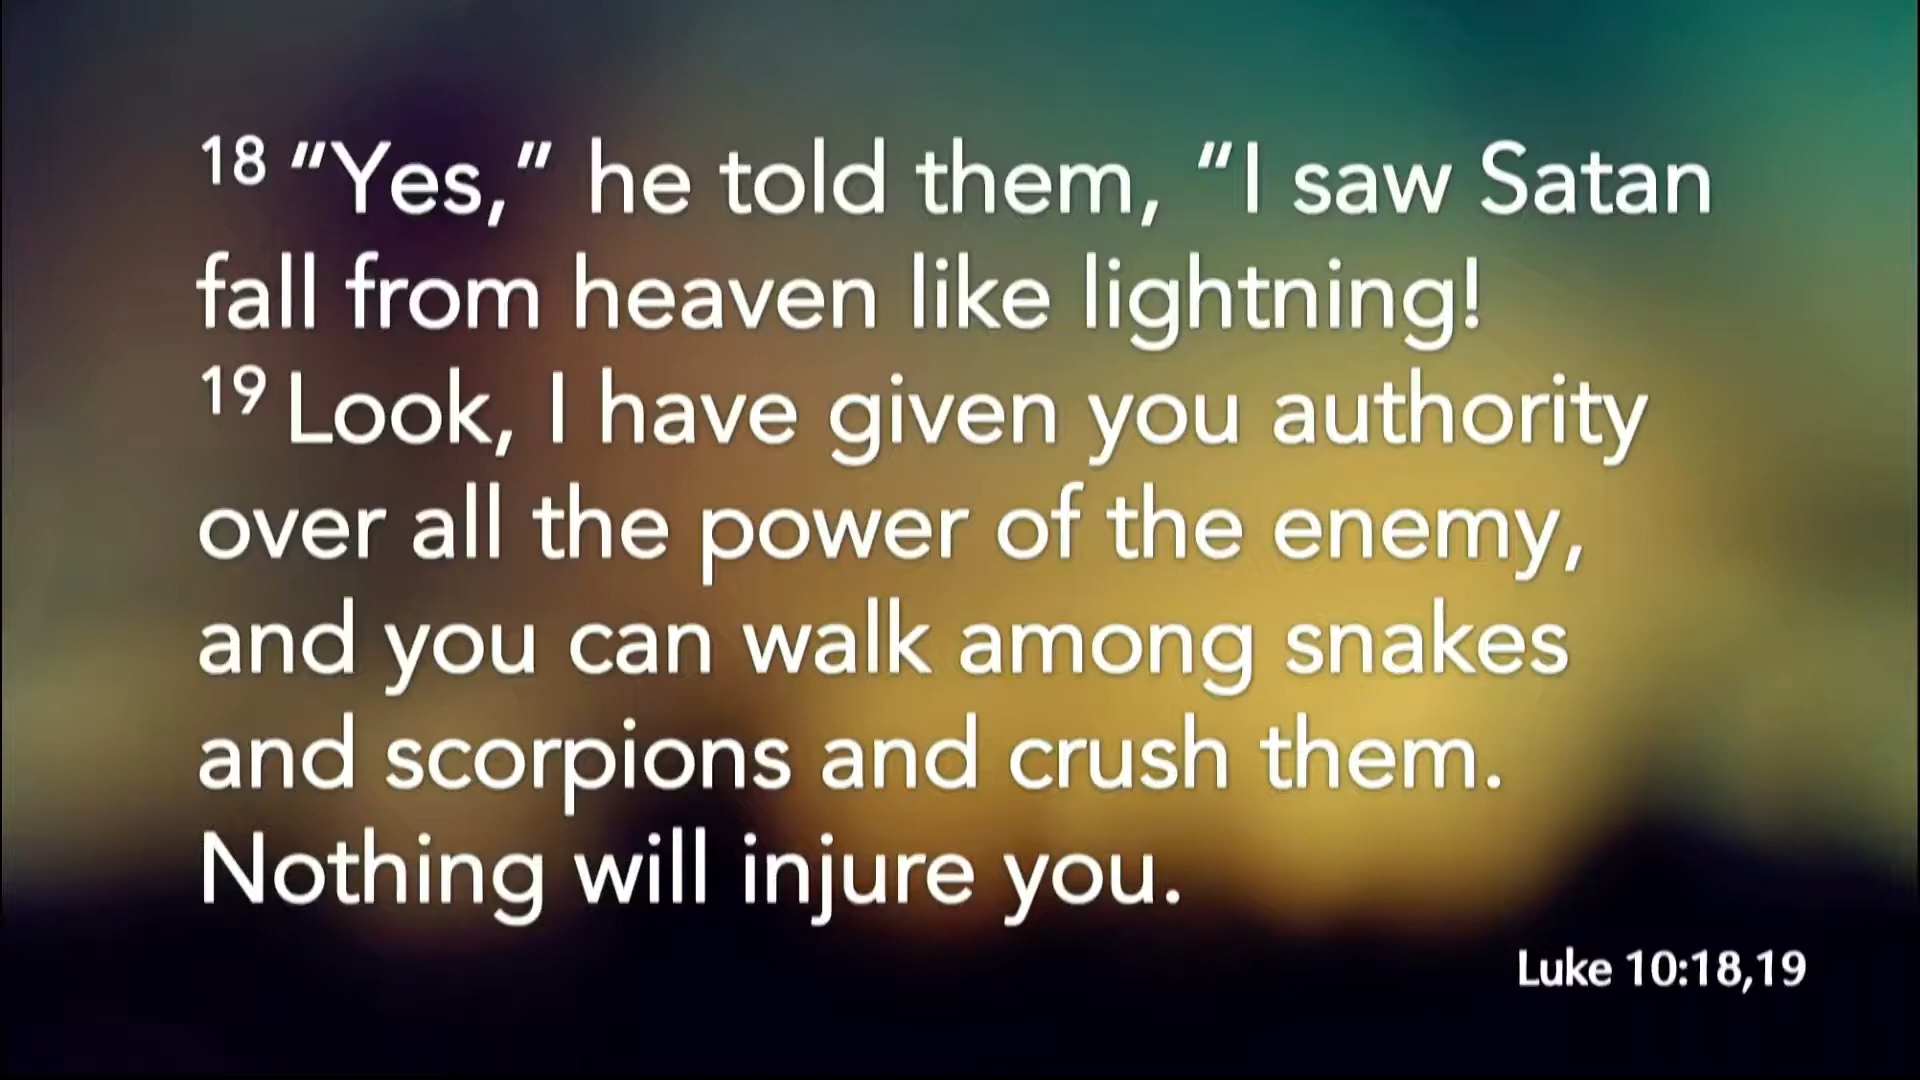 18 “Yes,” he told them, “I saw Satan
fall from heaven like lightning!
19 Look, I have given you authority
over all the power of the enemy,
and you can walk among snakes
and scorpions and crush them.
Nothing will injure you.
Luke 10:18,19